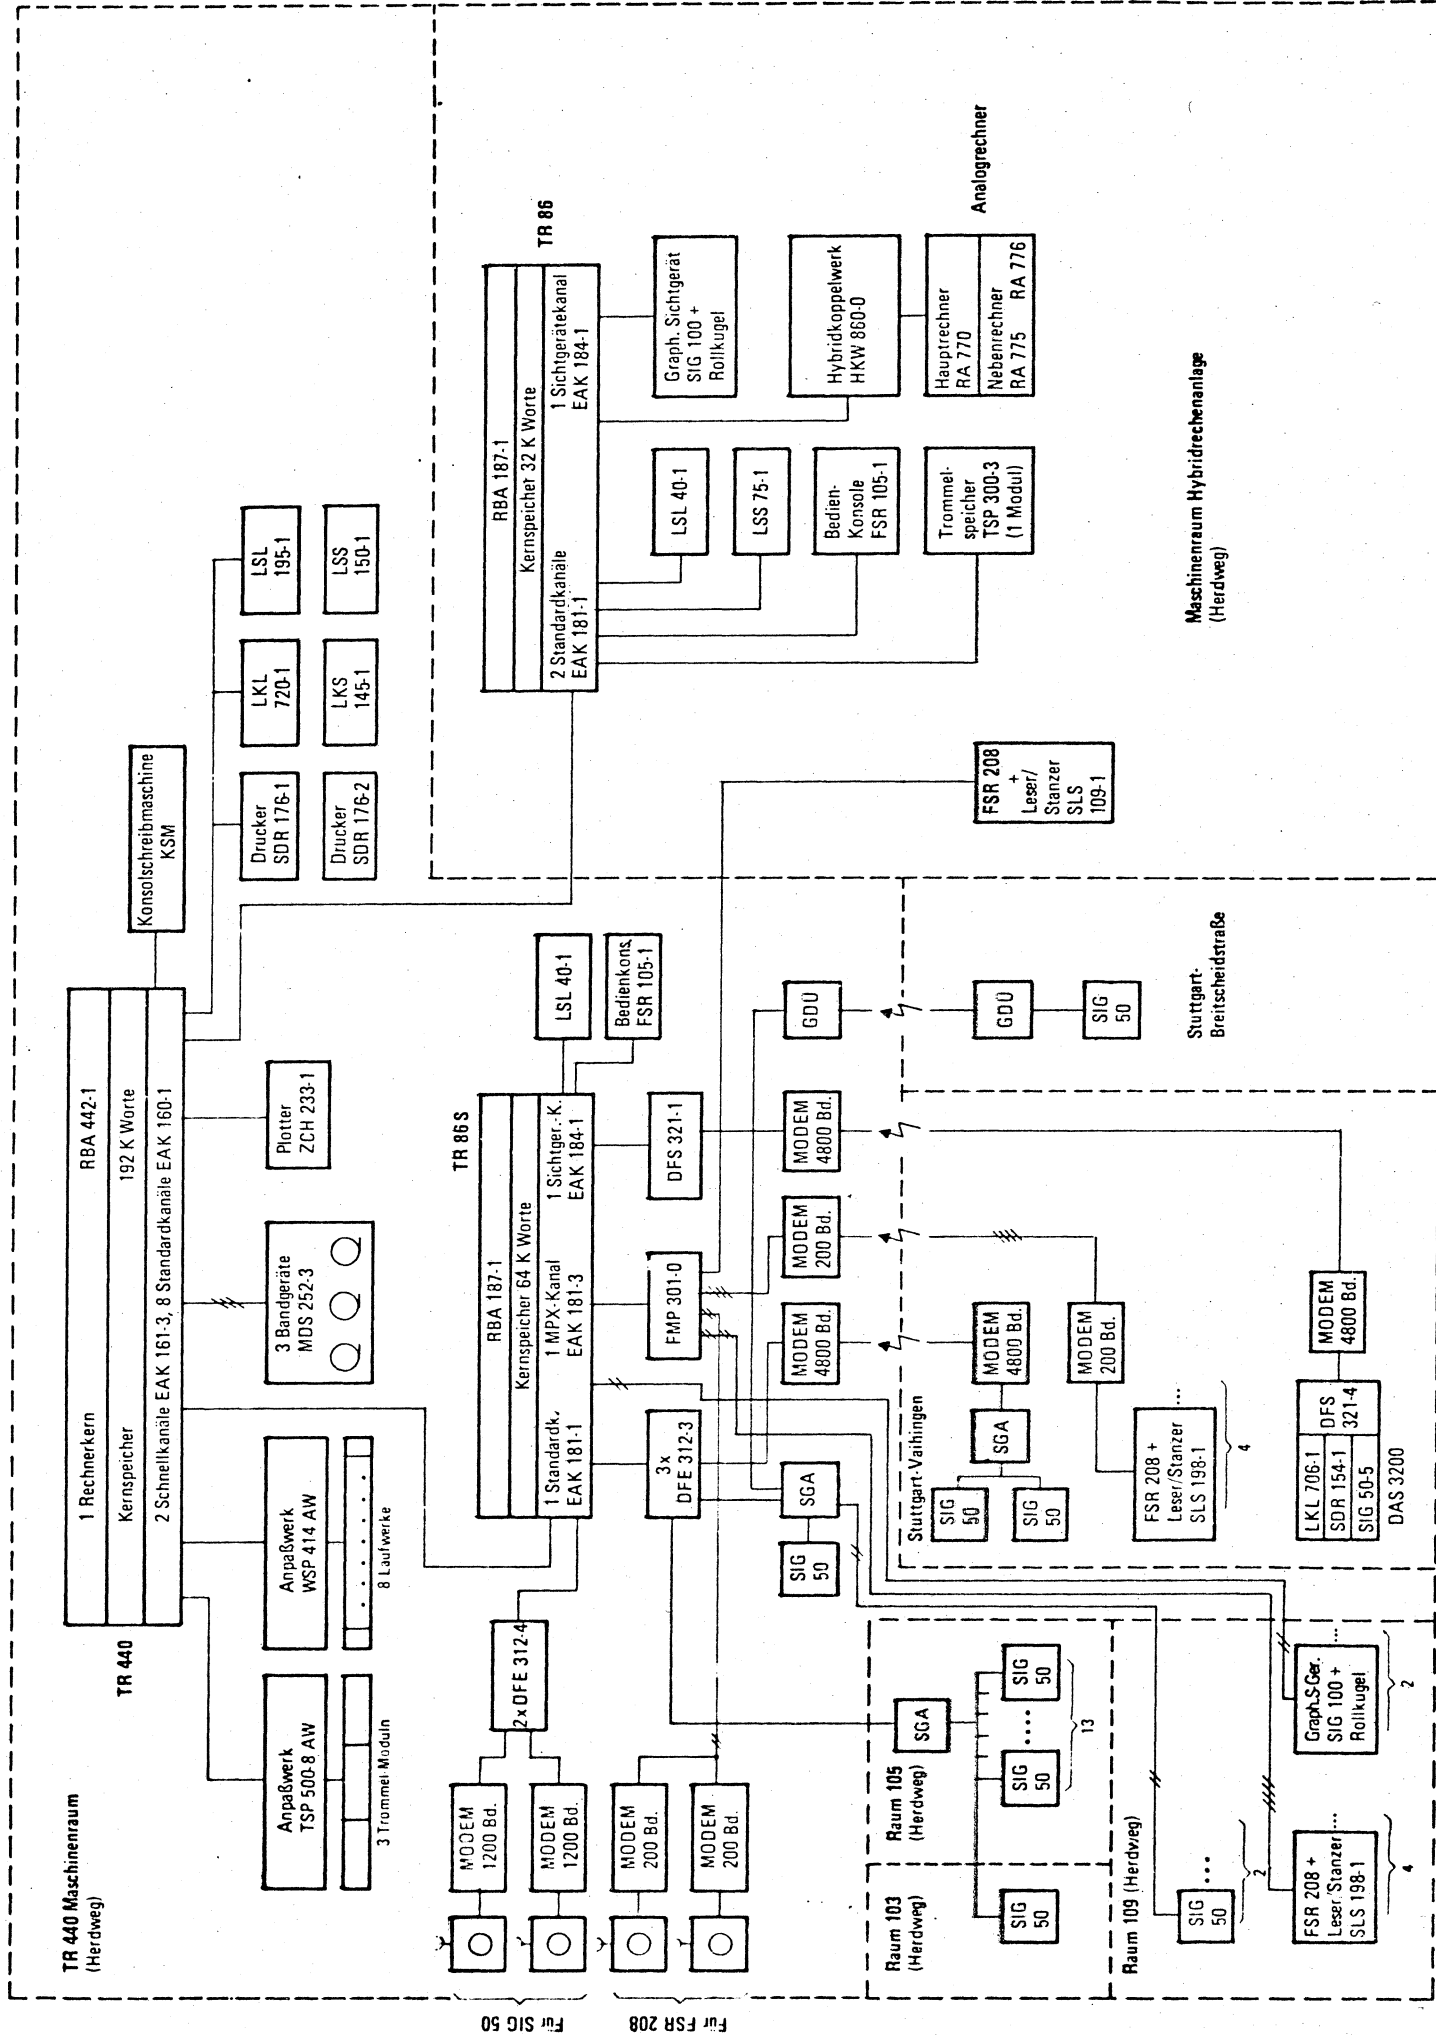 TR 440 Maschinenraum
(Herdweg)
TR 440
1 Rechnerkern RBA 442-1
Kernspeicher 192 K Worte
2 Schnellkanäle EAK 161-3, 8 Standardkanäle EAK 160-1
Konsolschreibmaschine
KSM
Anpaßwerk
TSP 500-8 AW
3 Trommel-Moduln
Anpaßwerk
WSP 414 AW
8 Laufwerke
3 Bandgeräte
MDS 252-3
Plotter
ZCH 233-1
Drucker
SDR 176-1
LKL
720-1
LSL
195-1
Drucker
SDR 176-2
LKS
145-1
LSS
150-1
TR 86 S
RBA 187-1
Kernspeicher 64 K Worte
1 Standardk.
EAK 181-1
1 MPX-Kanal
EAK 181-3
1 Sichtger.-K.
EAK 184-1
LSL 40-1
Bedienkons.
FSR 105-1
2x DFE 312-4
3x
DFE 312-3
FMP 301-0
DFS 321-1
Für SIG 50
MODEM
1200 Bd.
MODEM
1200 Bd.
Für FSR 208
MODEM
200 Bd.
MODEM
200 Bd.
SIG
50
SGA
MODEM
4800 Bd.
MODEM
200 Bd.
MODEM
4800 Bd.
GDÜ
TR 86
RBA 187-1
Kernspeicher 32 K Worte
2 Standardkanäle
EAK 181-1
1 Sichtgerätekanal
EAK 184-1
LSL 40-1
LSS 75-1
Bedien-
Konsole
FSR 105-1
Trommel-
speicher
TSP 300-3
(1 Modul)
Graph. Sichtgerät
SIG 100 +
Rollkugel
Hybridkoppelwerk
HKW 860-0
Hauptrechner
RA 770
Nebenrechner
RA 775 RA 776
Analogrechner
FSR 208
+
Leser/
Stanzer
SLS
109-1
Maschinenraum Hybridrechenanlage
(Herdweg)
Raum 103
(Herdweg)
SIG
50
Raum 105
(Herdweg)
SGA
SIG
50
....
SIG
50
13
Raum 109 (Herdweg)
SIG
50
....
2
FSR 208 +
Leser/Stanzer
SLS 198-1
...
4
Graph.S-Ger.
SIG 100 +
Rollkugel
...
2
Stuttgart-Vaihingen
SIG
50
SIG
50
SGA
MODEM
4800 Bd.
MODEM
200 Bd.
FSR 208 +
Leser/Stanzer
SLS 198-1
...
4
LKL 706-1
SDR 154-1
SIG 50-5
DFS
321-4
DAS 3200
MODEM
4800 Bd.
GDÜ
SIG
50
Stuttgart-
Breitscheidstraße